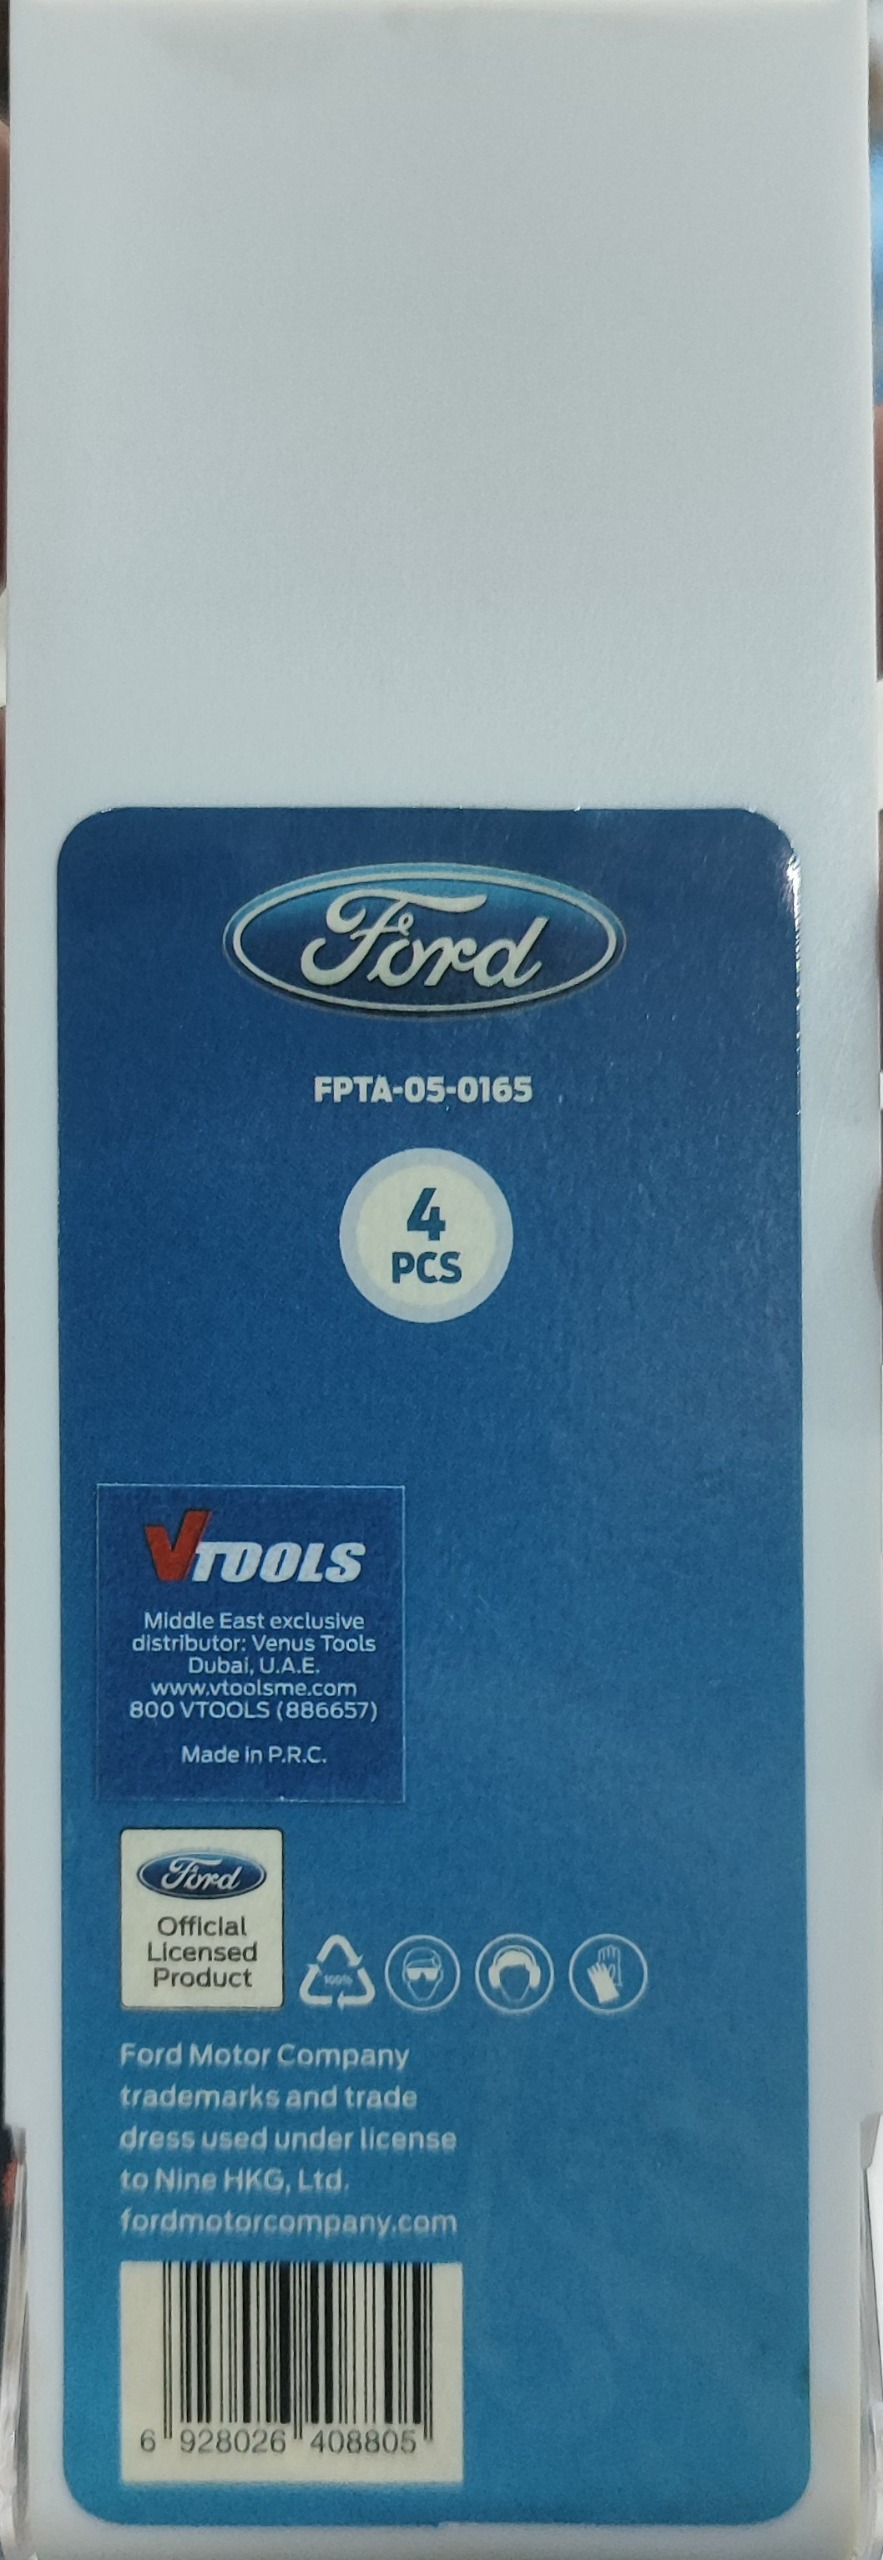 Ford
FPTA-05-0165
4
PCS
VTOOLS
Middle East exclusive
distributor: Venus Tools
Dubai, U.A.E.
www.vtoolsme.com
800 VTOOLS (886657)
Made in P.R.C.
Ford
Official
Licensed
Product
100%
Ford Motor Company
trademarks and trade
dress used under license
to Nine HKG, Ltd.
fordmotorcompany.com
6 928026 408805